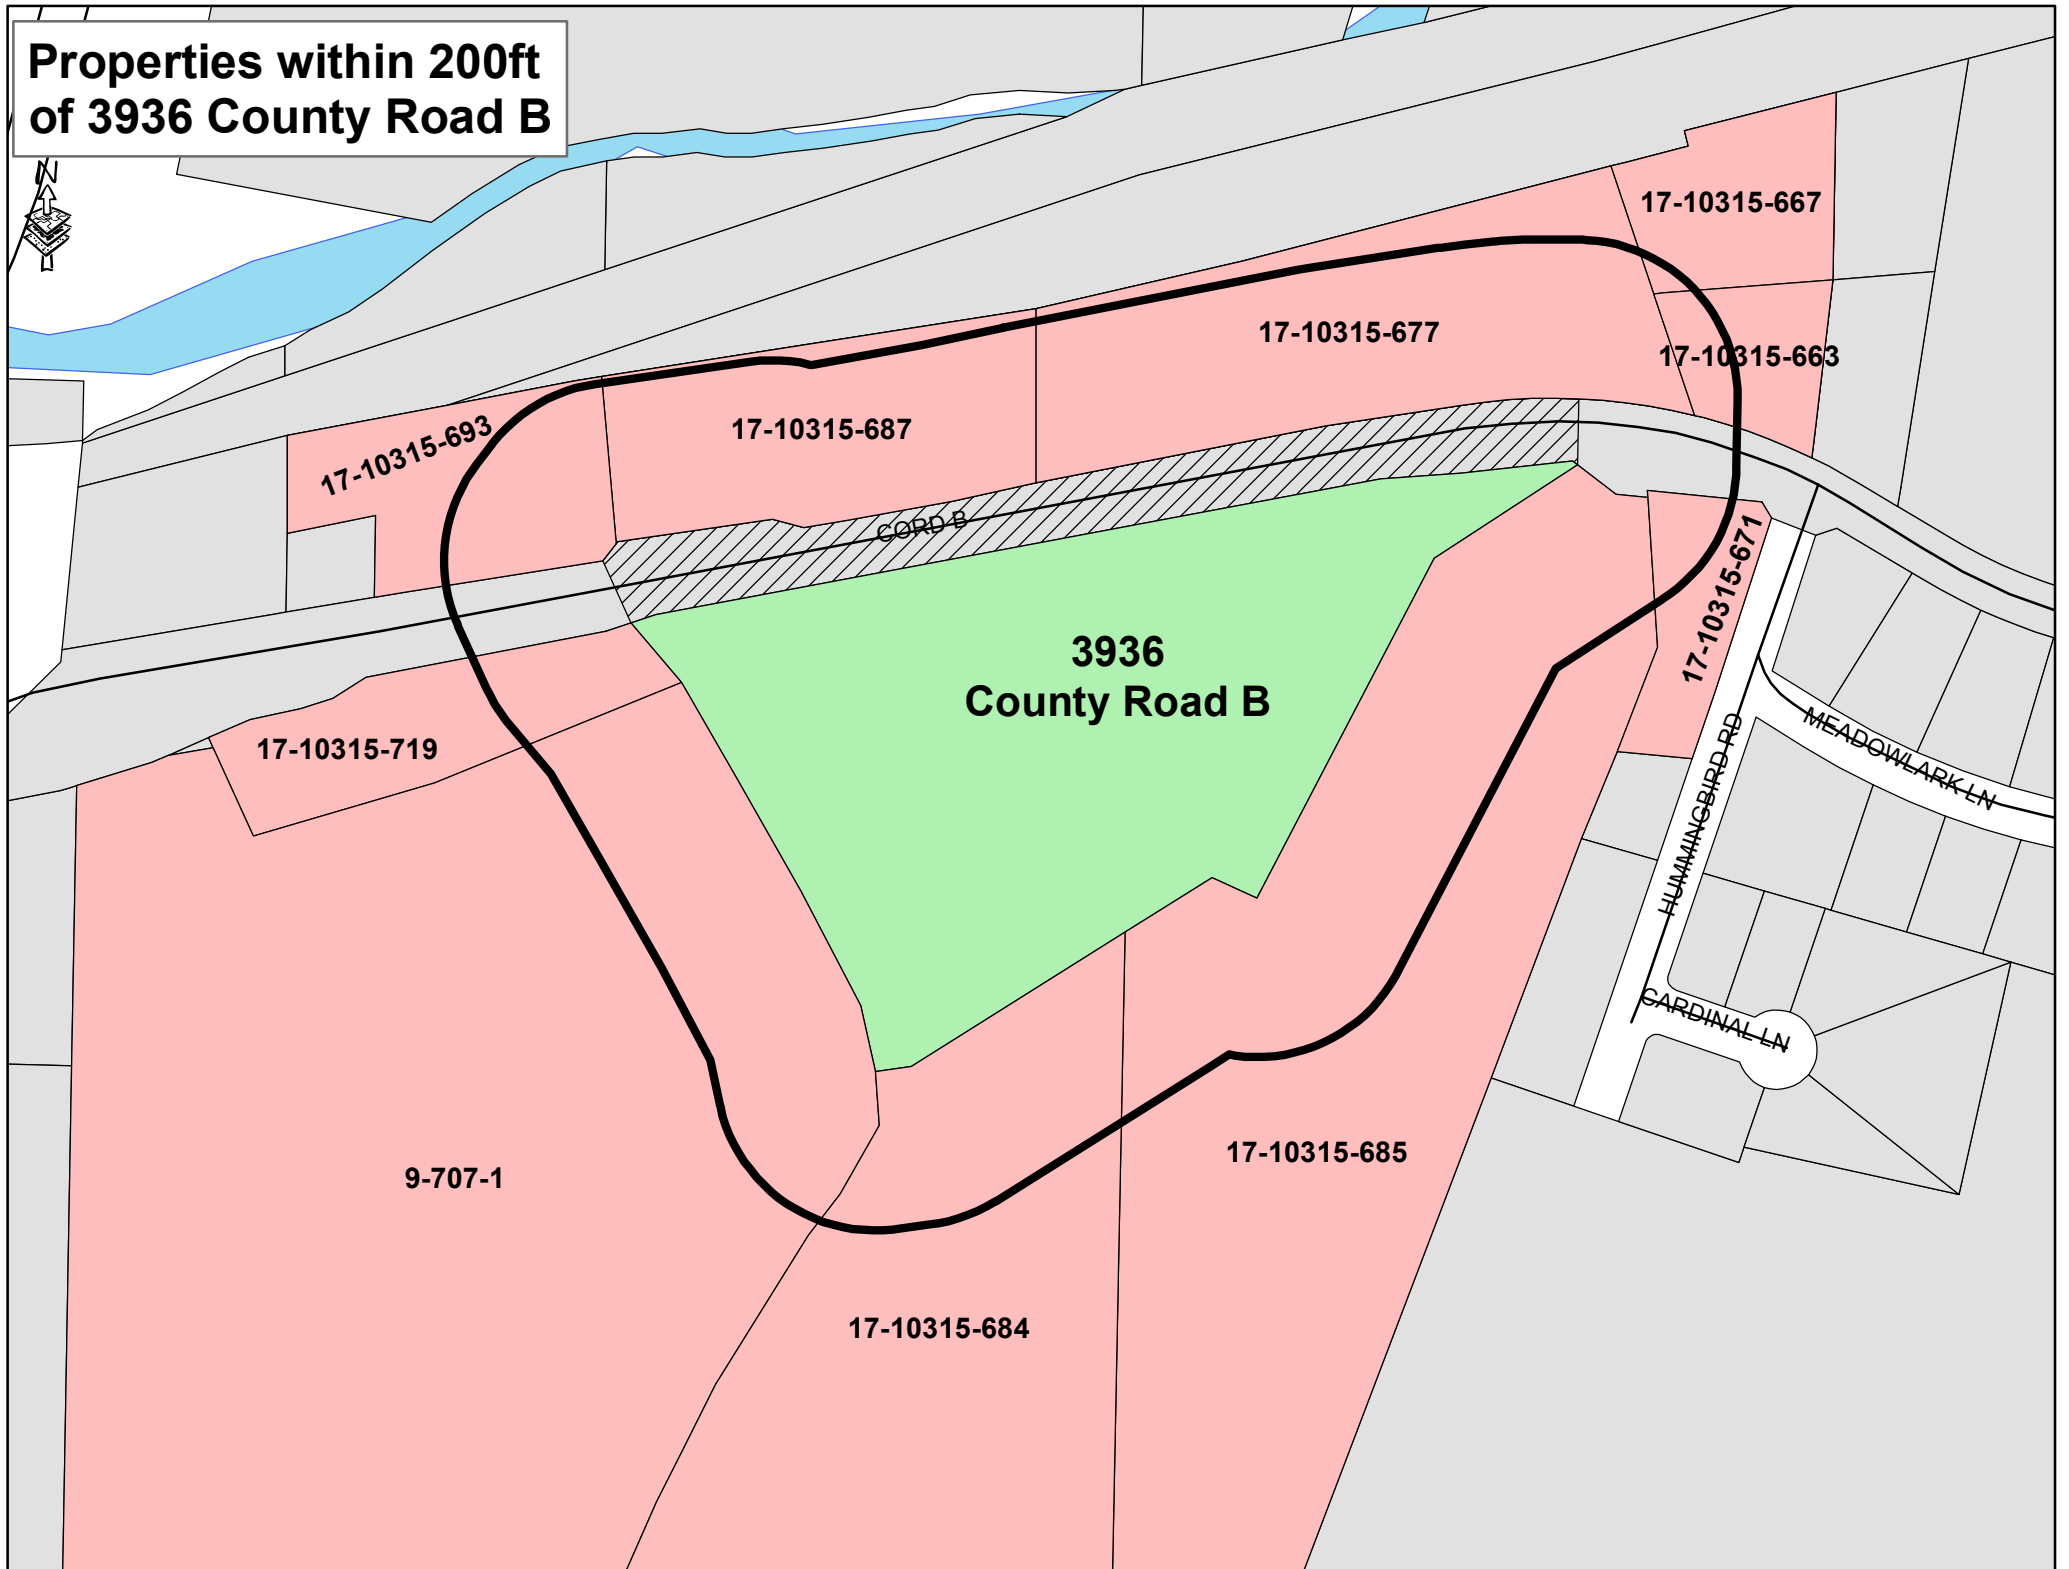 Properties within 200ft
of 3936 County Road B
N
17-10315-667
17-10315-677
17-10315-663
17-10315-693
17-10315-687
CORD B
17-10315-671
3936
County Road B
17-10315-719
MEADOWLARK LN
HUMMINGBIRD RD
CARDINAL LN
9-707-1
17-10315-685
17-10315-684